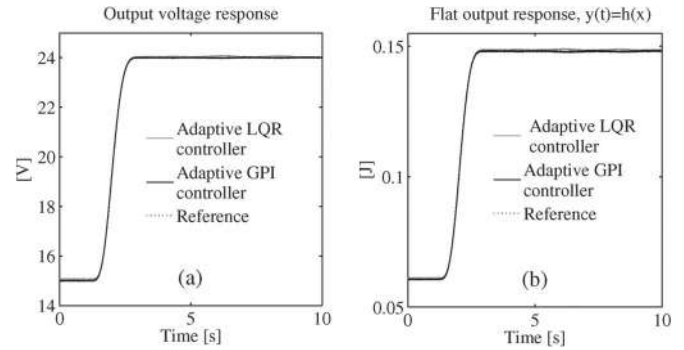 Output voltage response
24
22
20
18
16
14
[V]
Adaptive LQR
controller
Adaptive GPI
controller
Reference
(a)
0
5
10
Time [s]
Flat output response, y(t)=h(x)
0.15
0.1
0.05
[J]
Adaptive LQR
controller
Adaptive GPI
controller
Reference
(b)
0
5
10
Time [s]